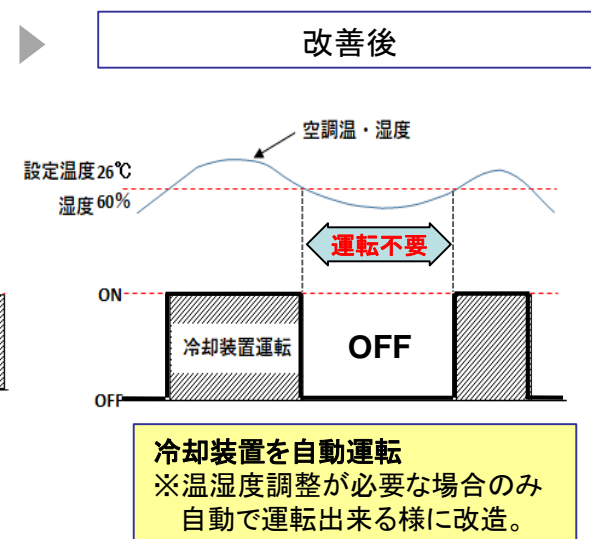 改善後
空調温・湿度
設定温度26℃
湿度60%
運転不要
ON
冷却装置運転
OFF
OFF
冷却装置を自動運転
※温湿度調整が必要な場合のみ
自動で運転出来る様に改造。